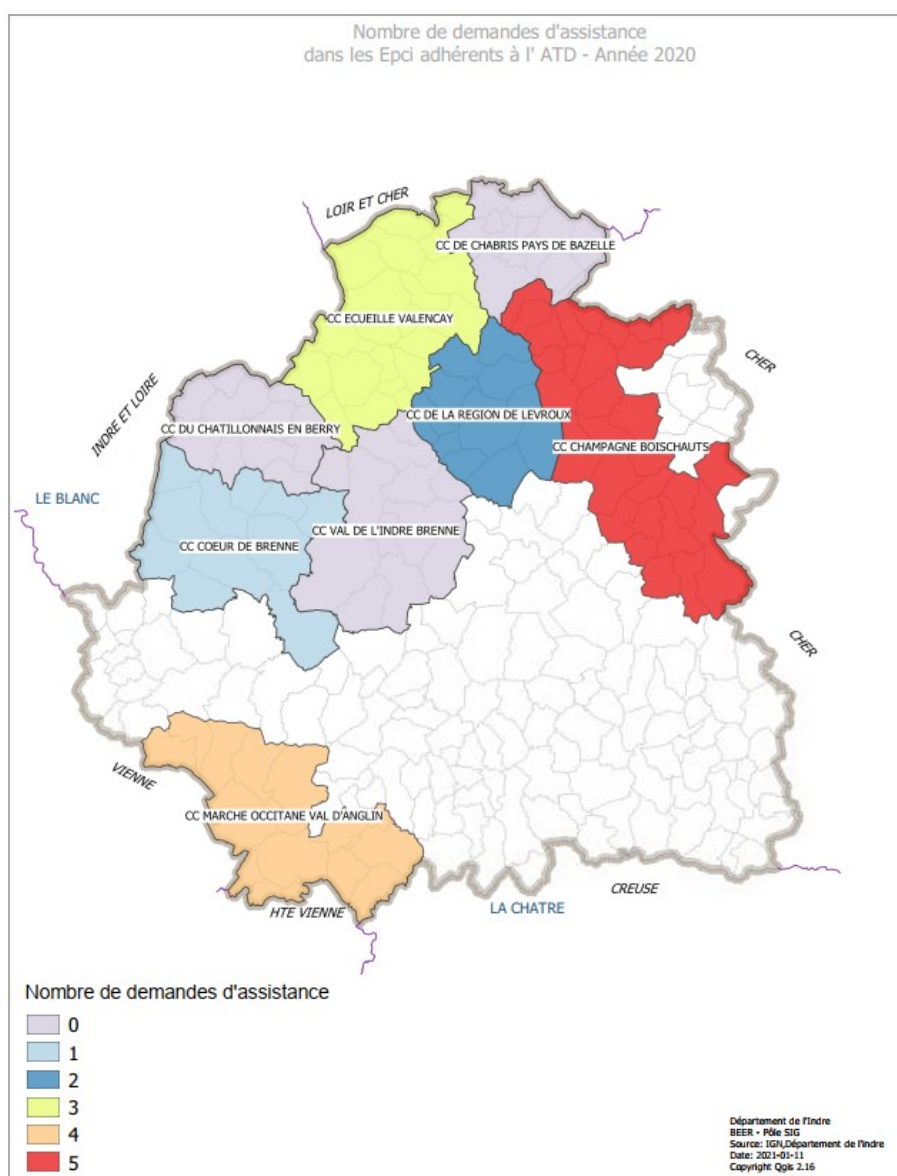 Nombre de demandes d'assistance
dans les Epci adhérents à l' ATD - Année 2020
LOIR ET CHER
CC DE CHABRIS PAYS DE BAZELLE
CC ECUEILLE VALENCAY
CHER
INDRE ET LOIRE
CC DE LA REGION DE LEVROUX
CC DU CHATILLONNAIS EN BERRY
CC CHAMPAGNE BOISCHAUTS
LE BLANC
CC VAL DE L'INDRE BRENNE
CC COEUR DE BRENNE
CHER
VIENNE
CC MARCHE OCCITANE VAL D'ÂNGLIN
CREUSE
LA CHATRE
HTE VIENNE
Nombre de demandes d'assistance
0
1
2
3
4
5
Département de l'Indre
BEER - Pôle SIG
Source: IGN,Département de l'Indre
Date: 2021-01-11
Copyright Qgis 2.16